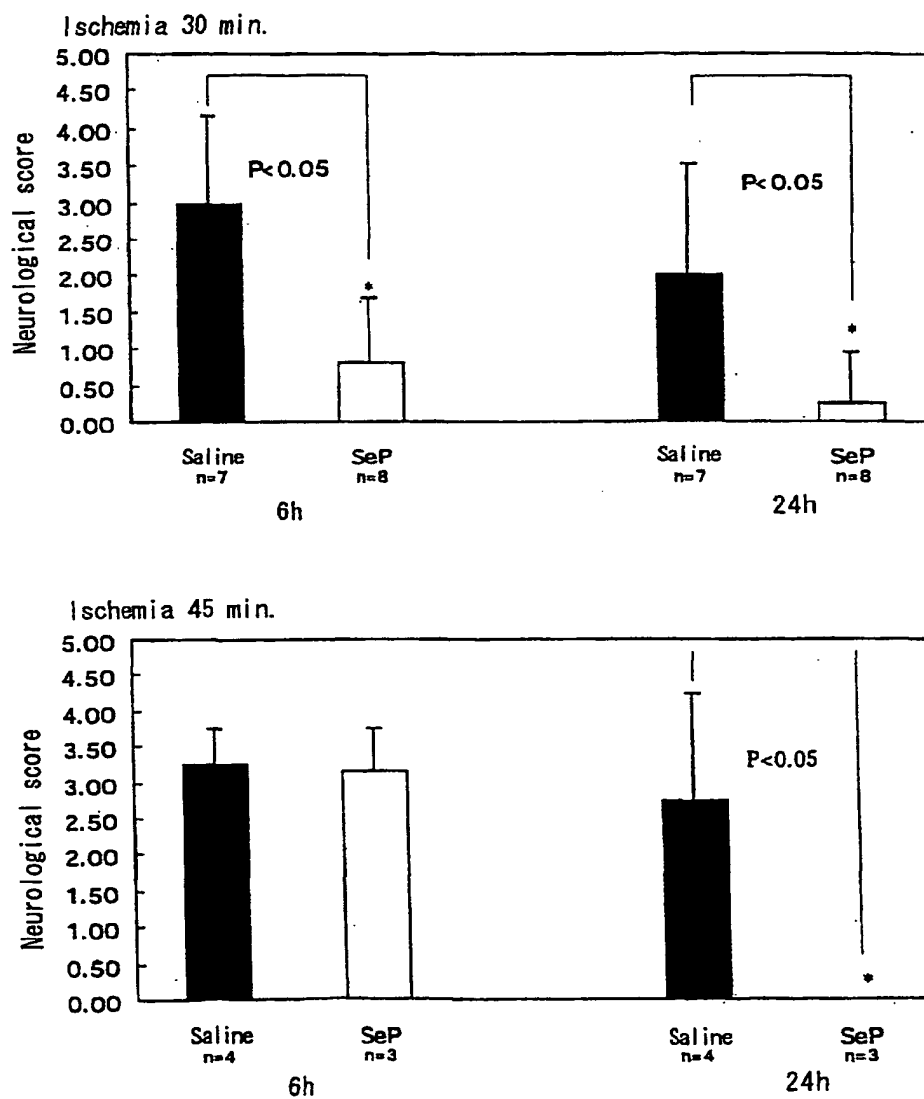 Ischemia 30 min.
Neurological score
5.00
4.50
4.00
3.50
3.00
2.50
2.00
1.50
1.00
0.50
0.00
P<0.05
P<0.05
*
*
Saline SeP Saline SeP
n=7 n=8 n=7 n=8
6h 24h
Ischemia 45 min.
Neurological score
5.00
4.50
4.00
3.50
3.00
2.50
2.00
1.50
1.00
0.50
0.00
P<0.05
*
Saline SeP Saline SeP
n=4 n=3 n=4 n=3
6h 24h